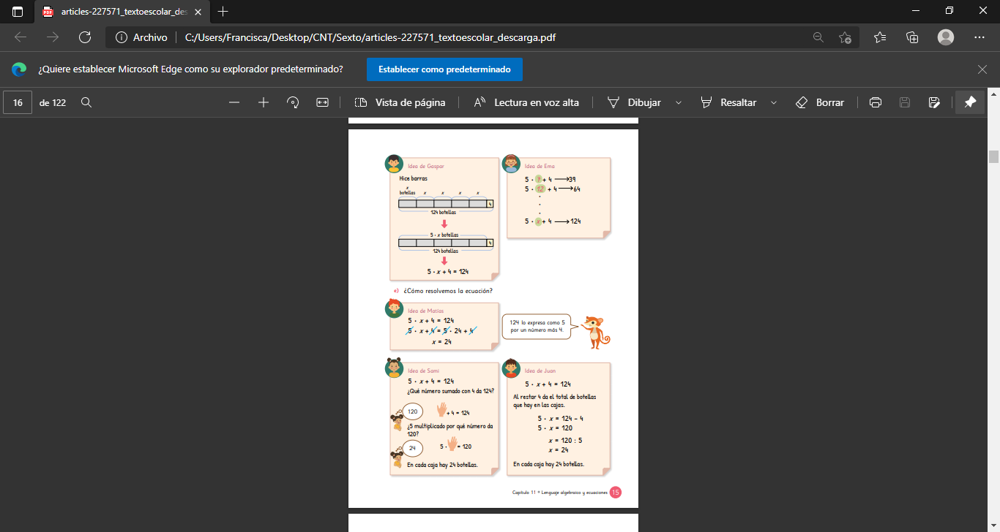 articles-227571_textoescolar_des
Archivo
C:/Users/Francisca/Desktop/CNT/Sexto/articles-227571_textoescolar_descarga.pdf
¿Quiere establecer Microsoft Edge como su explorador predeterminado?
Establecer como predeterminado
16 de 122
Vista de página
Lectura en voz alta
Dibujar
Resaltar
Borrar
Idea de Gaspar
Hice barras
x
botellas x x x x
4
124 botellas
5 · x botellas
4
124 botellas
5 · x + 4 = 124
Idea de Ema
5 · ? + 4 ⟶39
5 · 12 + 4 ⟶64
.
.
.
5 · x + 4 ⟶124
e) ¿Cómo resolvemos la ecuación?
Idea de Matías
5 · x + 4 = 124
5 · x + 4 = 5 · 24 + 4
x = 24
124 lo expresa como 5
por un número más 4.
Idea de Sami
5 · x + 4 = 124
¿Qué número sumado con 4 da 124?
120
+ 4 = 124
¿5 multiplicado por qué número da
120?
24
5 · = 120
En cada caja hay 24 botellas.
Idea de Juan
5 · x + 4 = 124
Al restar 4 da el total de botellas
que hay en las cajas.
5 · x = 124 – 4
5 · x = 120
x = 120 : 5
x = 24
En cada caja hay 24 botellas.
Capítulo 11 * Lenguaje algebraico y ecuaciones 15